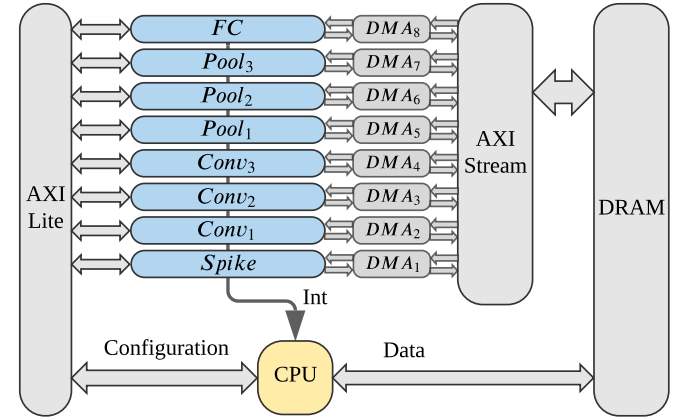 FC
DMA₈
Pool₃
DMA₇
Pool₂
DMA₆
Pool₁
DMA₅
Conv₃
DMA₄
Conv₂
DMA₃
Conv₁
DMA₂
Spike
DMA₁
AXI
Lite
AXI
Stream
DRAM
Int
Configuration
CPU
Data